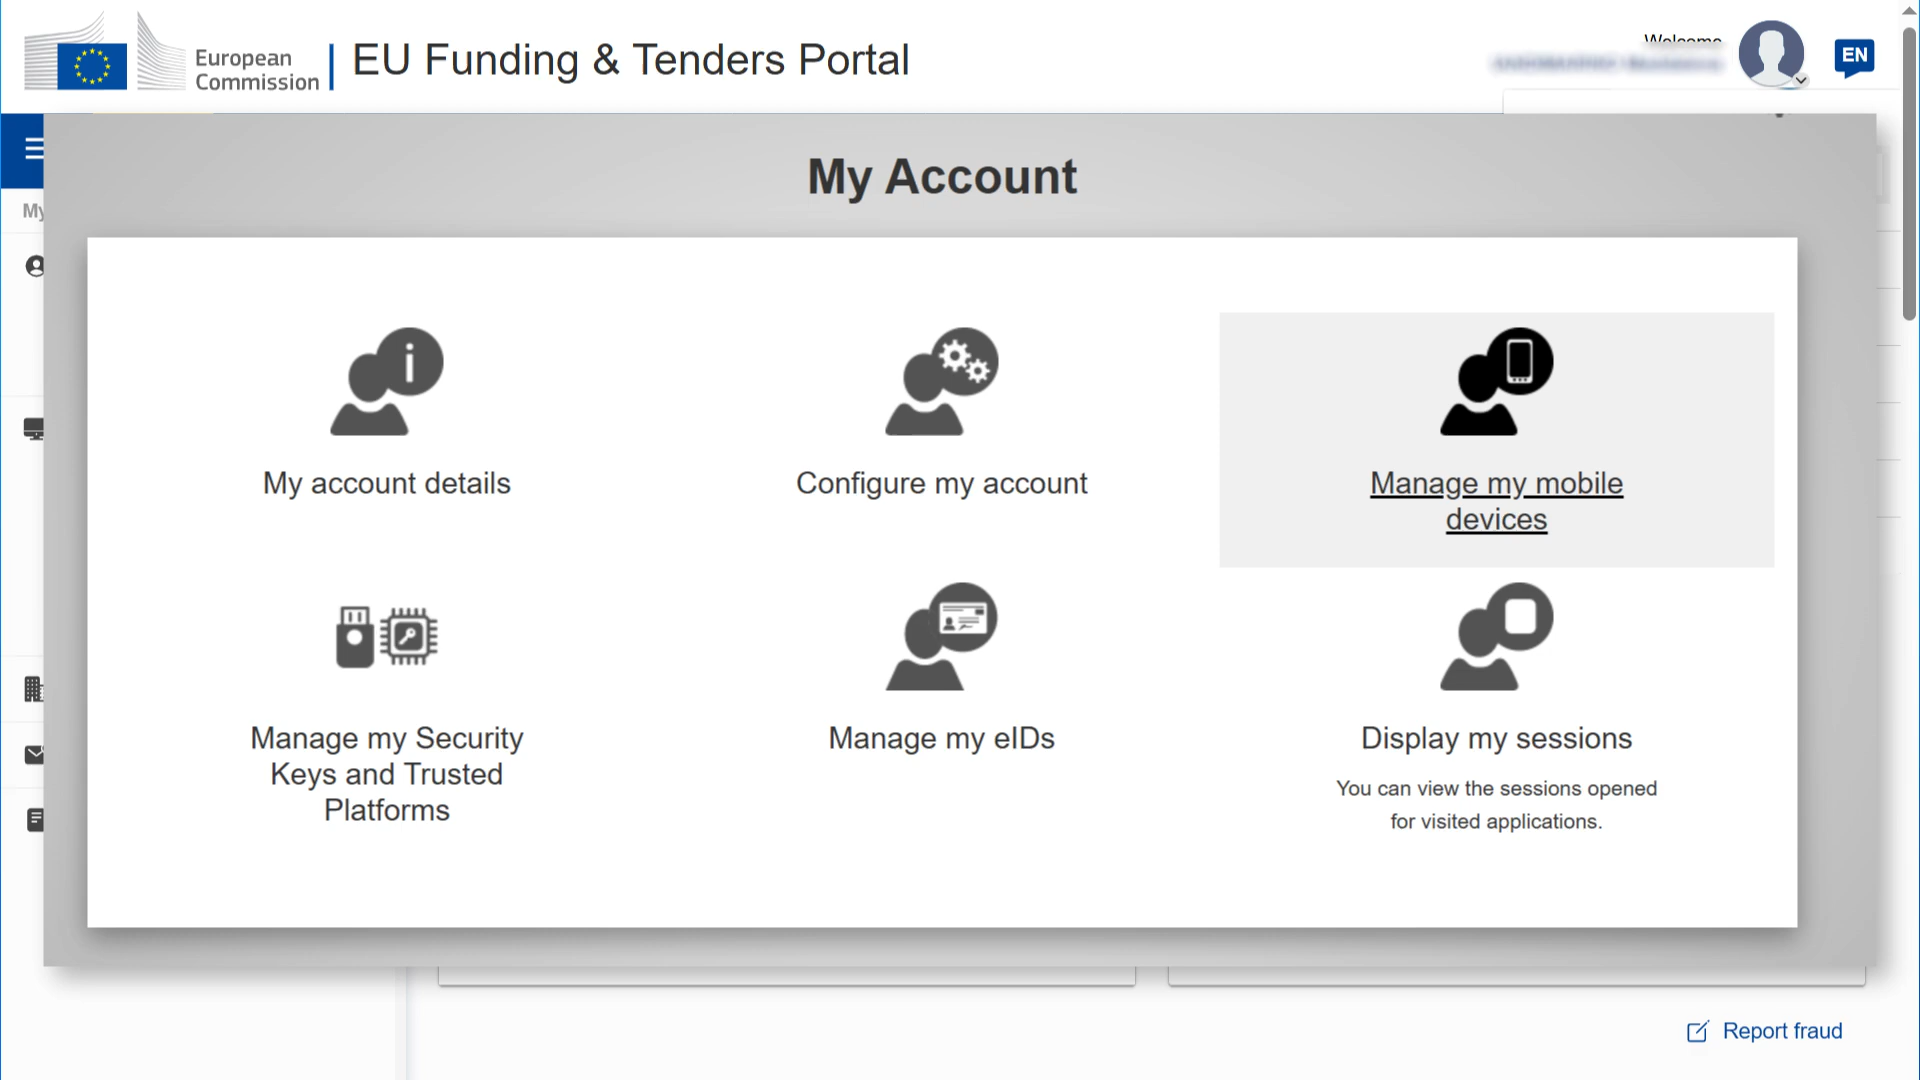 European
Commission
EU Funding & Tenders Portal
Welcome
EN
My
My Account
My account details
Configure my account
Manage my mobile
devices
Manage my Security
Keys and Trusted
Platforms
Manage my eIDs
Display my sessions
You can view the sessions opened
for visited applications.
Report fraud